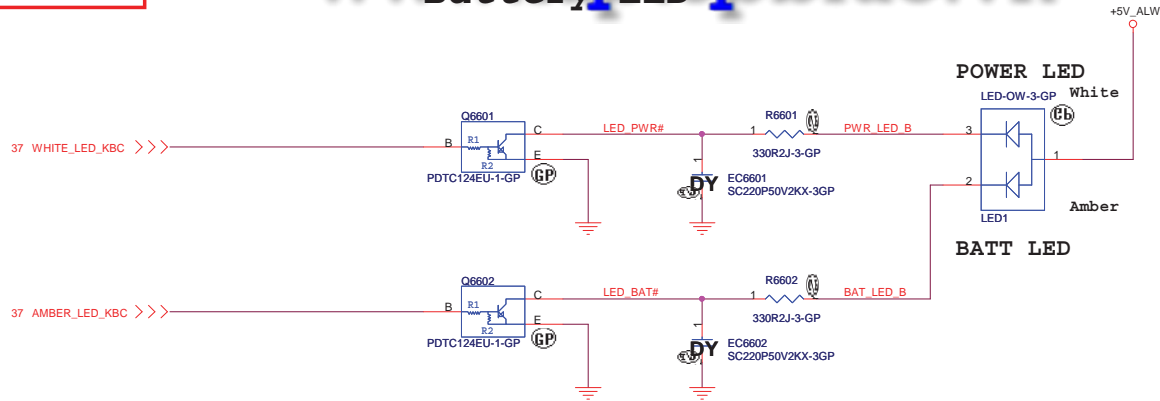 Battery LED
+5V_ALW
POWER LED
LED-OW-3-GP White
Q6601
R6601
C LED_PWR# 1 PWR_LED_B 3
37 WHITE_LED_KBC B R1
E
R2
1
330R2J-3-GP
1
PDTC124EU-1-GP GP
DY EC6601
SC220P50V2KX-3GP
2
Amber
LED1
BATT LED
Q6602
R6602
C LED_BAT# 1 BAT_LED_B
37 AMBER_LED_KBC B R1
E
R2
1
330R2J-3-GP
PDTC124EU-1-GP GP
DY EC6602
SC220P50V2KX-3GP